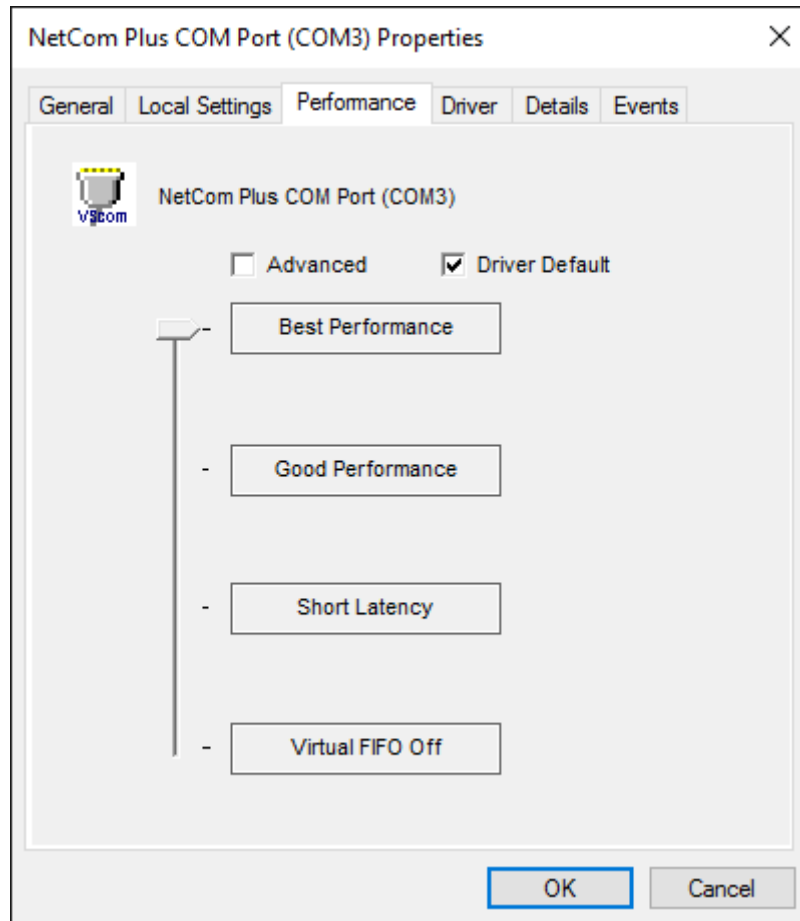 NetCom Plus COM Port (COM3) Properties
General Local Settings Performance Driver Details Events
VScom
NetCom Plus COM Port (COM3)
Advanced Driver Default
Best Performance
Good Performance
Short Latency
Virtual FIFO Off
OK Cancel